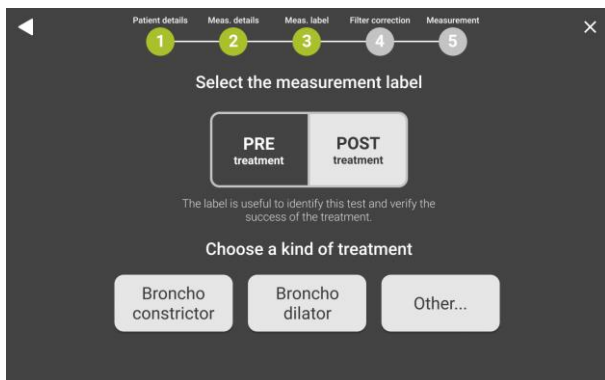 Patient details Meas. details Meas. label Filter correction Measurement
1 2 3 4 5
Select the measurement label
PRE POST
treatment treatment
The label is useful to identify this test and verify the
success of the treatment.
Choose a kind of treatment
Broncho Broncho Other...
constrictor dilator